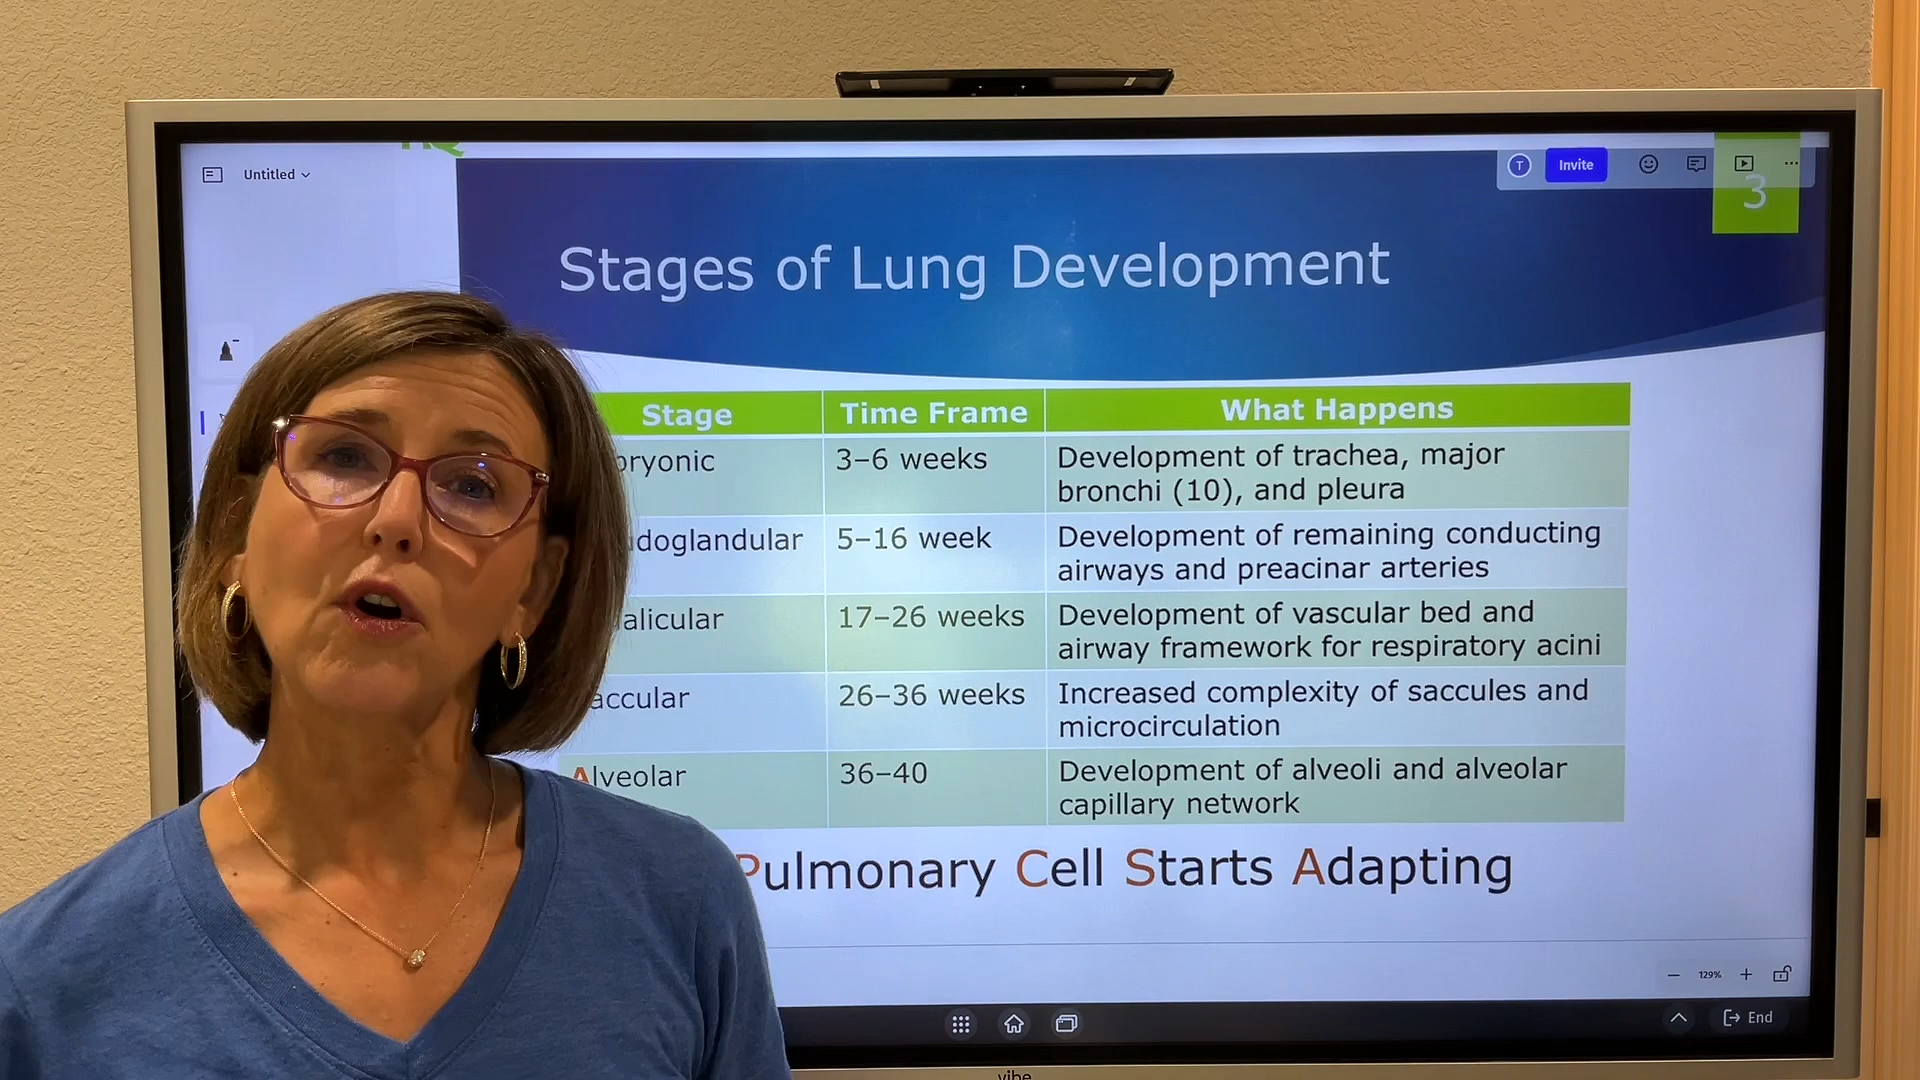 Untitled
T Invite
3
Stages of Lung Development
Stage Time Frame What Happens
oryonic 3–6 weeks Development of trachea, major
bronchi (10), and pleura
doglandular 5–16 week Development of remaining conducting
airways and preacinar arteries
alicular 17–26 weeks Development of vascular bed and
airway framework for respiratory acini
accular 26–36 weeks Increased complexity of saccules and
microcirculation
Alveolar 36–40 Development of alveoli and alveolar
capillary network
Pulmonary Cell Starts Adapting
129%
End
vibe